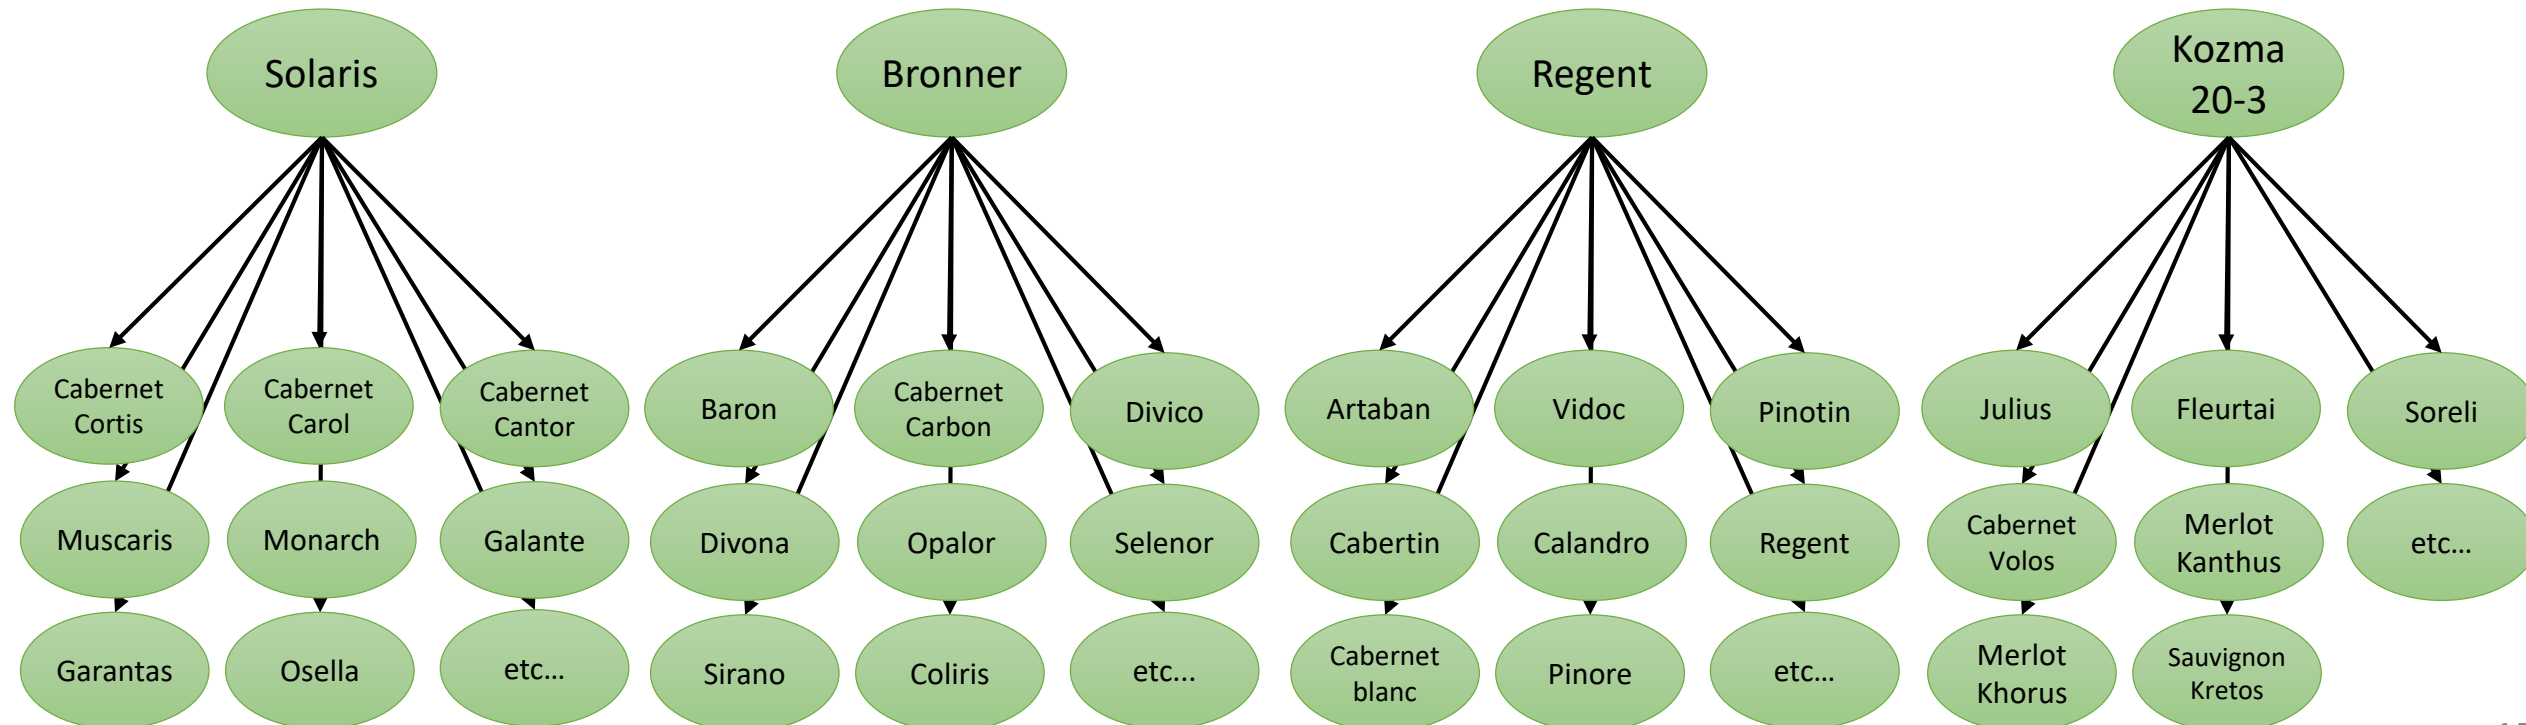 Solaris
Bronner
Regent
Kozma
20-3
Cabernet
Cortis
Cabernet
Carol
Cabernet
Cantor
Baron
Cabernet
Carbon
Divico
Artaban
Vidoc
Pinotin
Julius
Fleurtai
Soreli
Muscaris
Monarch
Galante
Divona
Opalor
Selenor
Cabertin
Calandro
Regent
Cabernet
Volos
Merlot
Kanthus
etc…
Garantas
Osella
etc…
Sirano
Coliris
etc...
Cabernet
blanc
Pinore
etc…
Merlot
Khorus
Sauvignon
Kretos